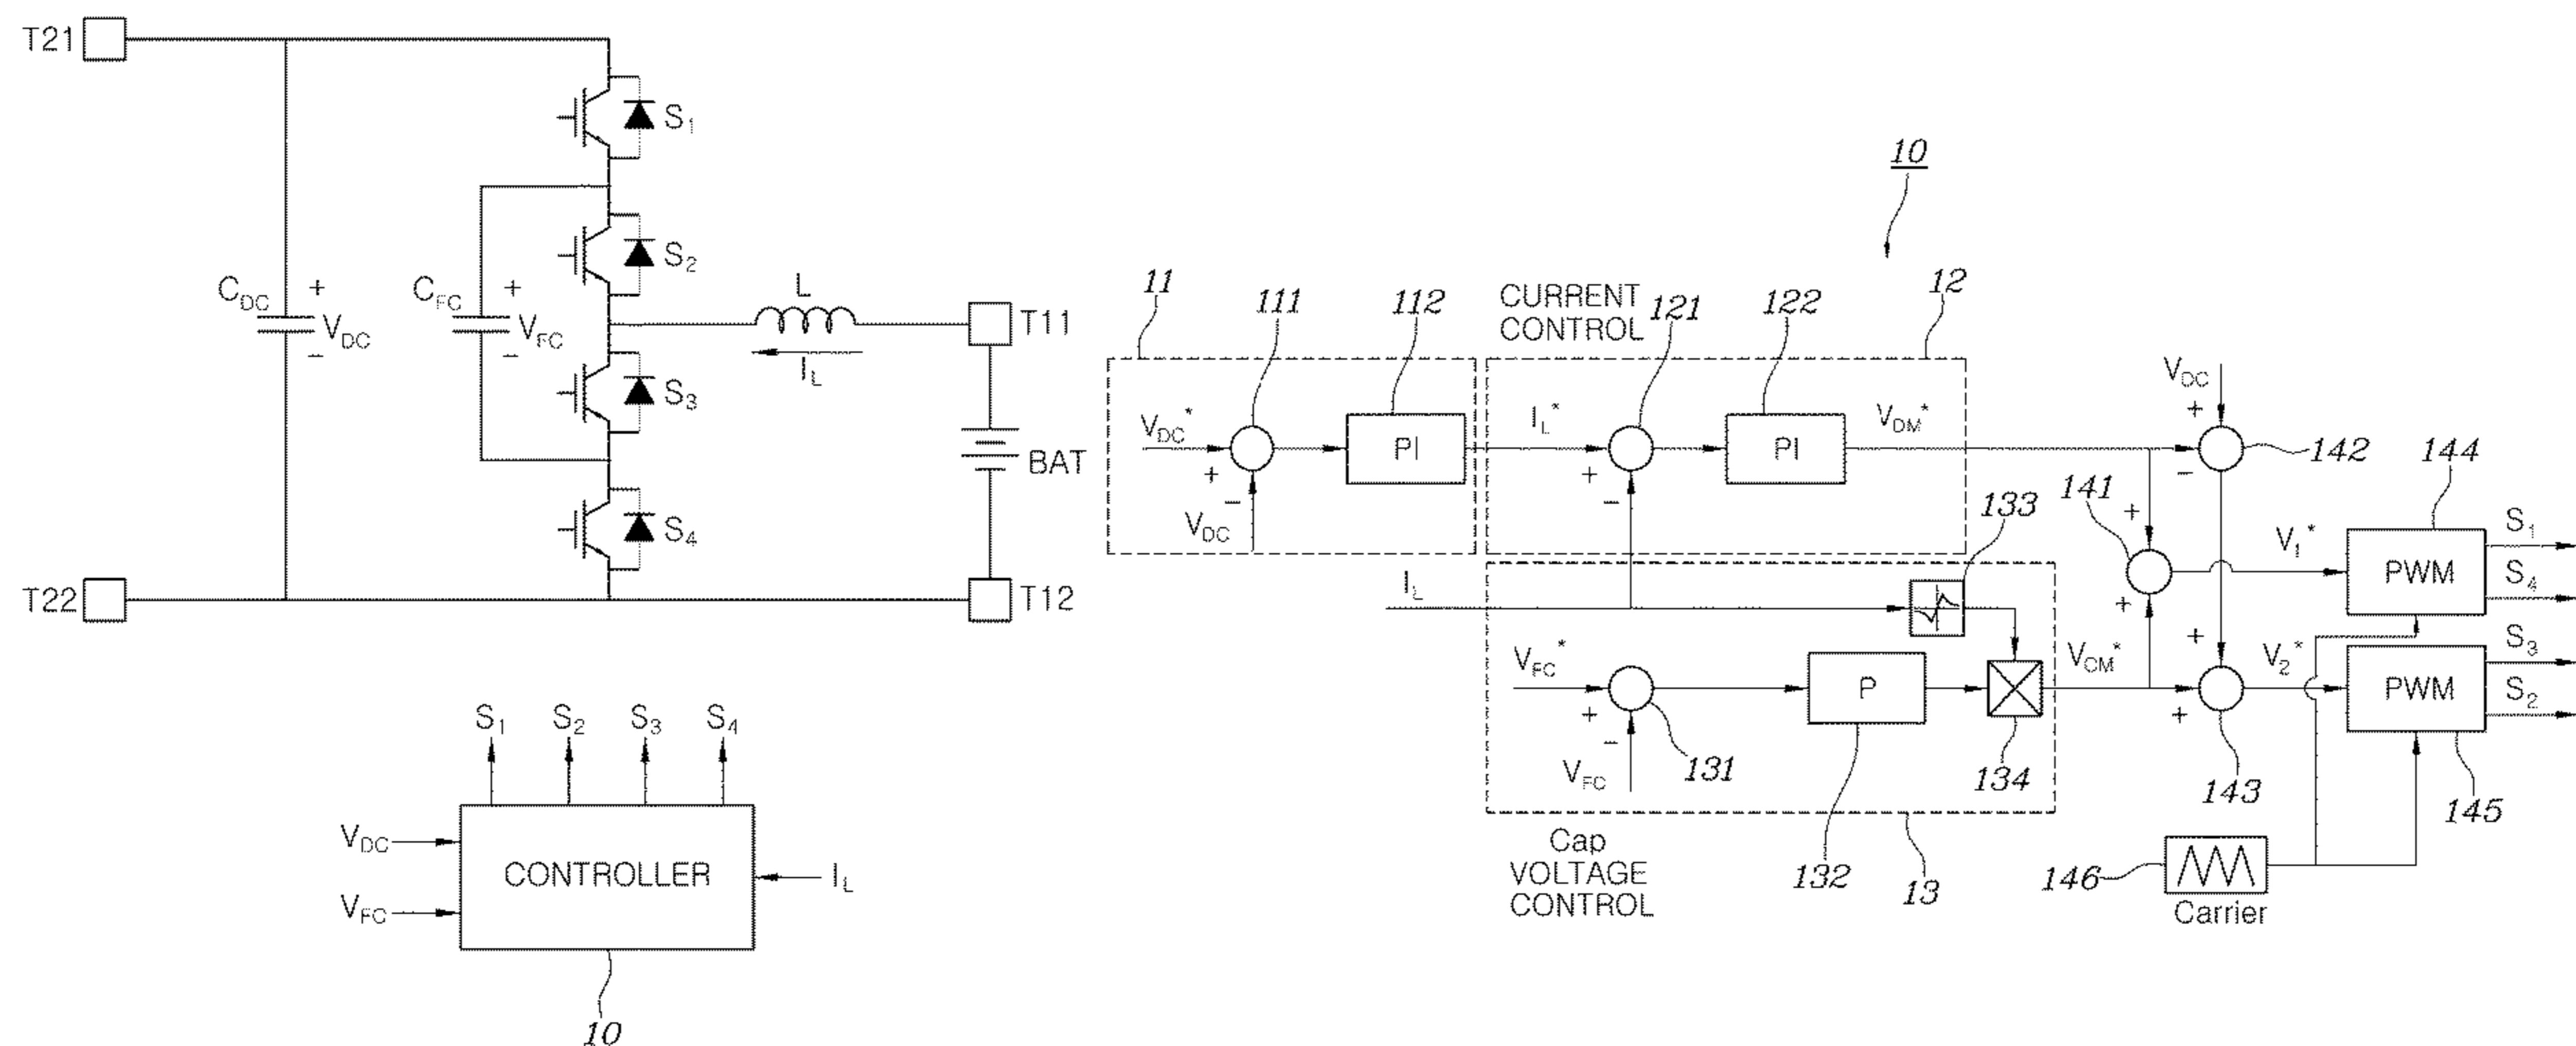 T21
S1
S2
CDC
+
VDC
−
CFC
+
VFC
−
L
IL
T11
S3
BAT
S4
T22
T12
S1
S2
S3
S4
VDC
VFC
CONTROLLER
IL
10
10
11
111
112
CURRENT
CONTROL
121
122
12
VDC*
+
−
VDC
PI
IL*
+
−
PI
VDM*
VDC
+
−
142
141
+
+
133
144
IL
V1*
PWM
S1
S4
VFC*
+
−
VFC
131
P
132
134
VCM*
+
+
143
V2*
PWM
S3
S2
145
Cap
VOLTAGE
CONTROL
13
146
Carrier